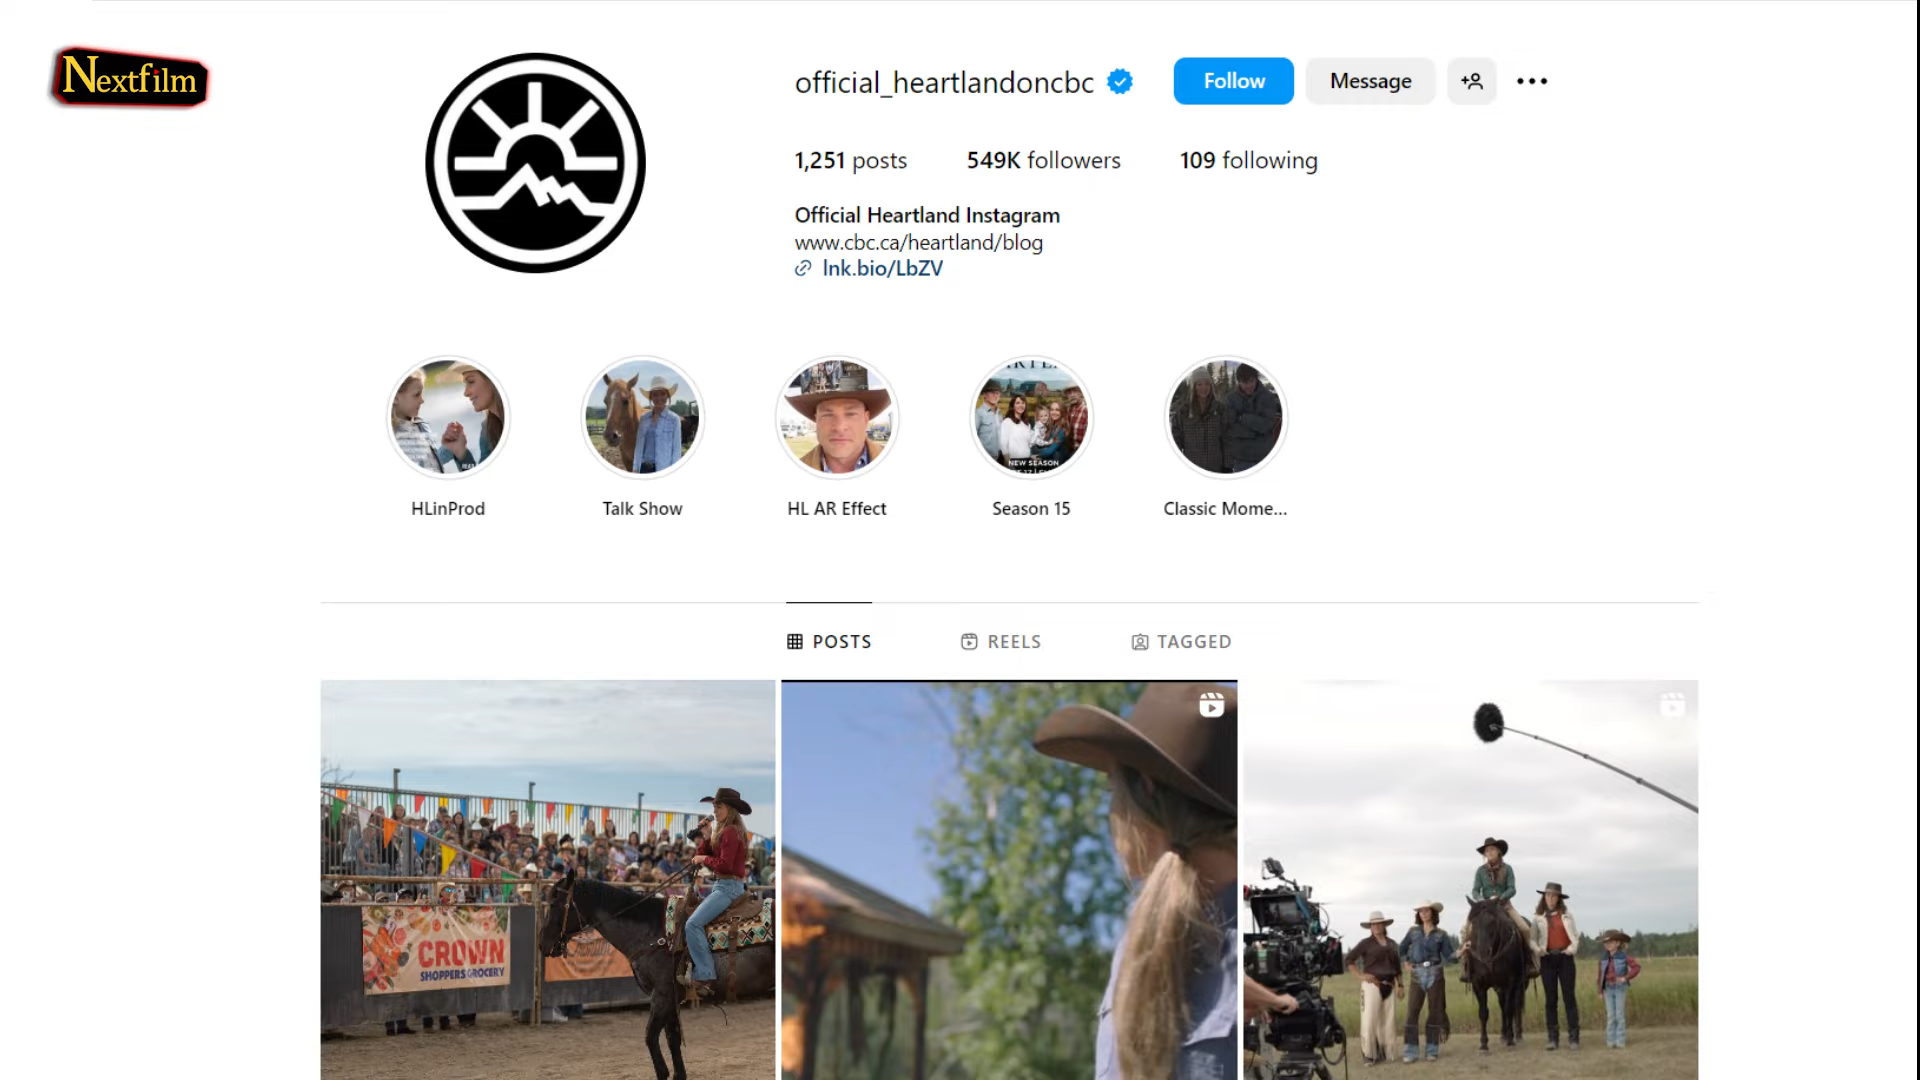 Nextfilm
official_heartlandoncbc
Follow
Message
1,251 posts
549K followers
109 following
Official Heartland Instagram
www.cbc.ca/heartland/blog
lnk.bio/LbZV
NEW SEASON
HLinProd
Talk Show
HL AR Effect
Season 15
Classic Mome...
POSTS
REELS
TAGGED
CROWN
SHOPPERS GROCERY